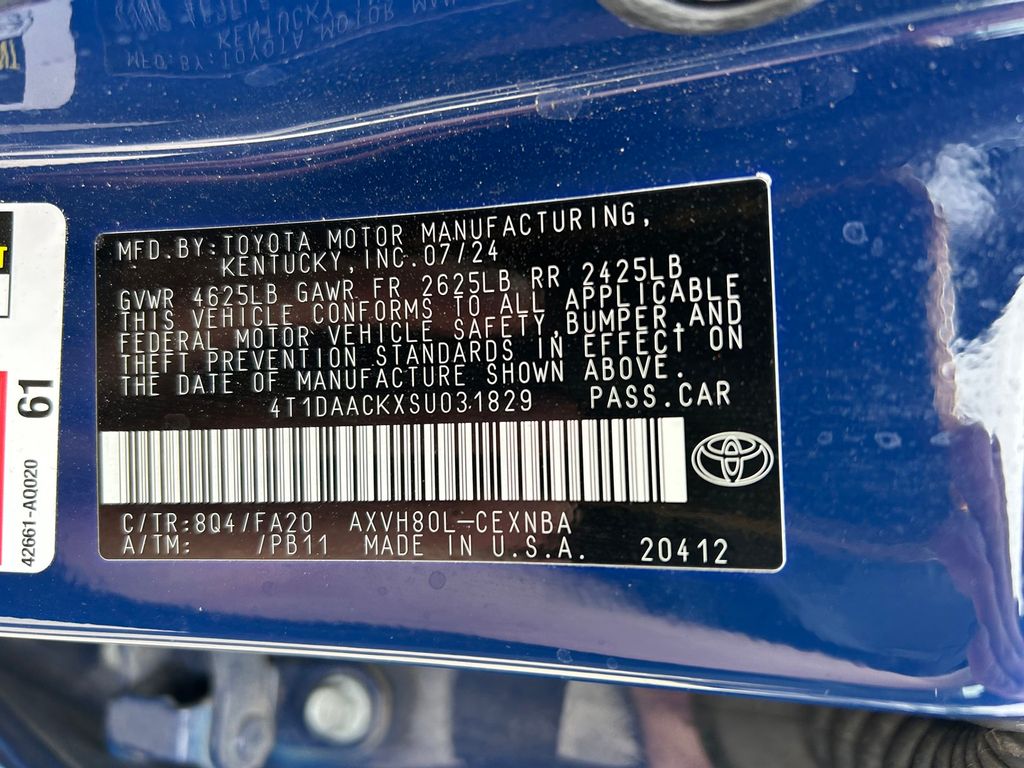 MFD.BY:TOYOTA MOTOR MANUFACTURING,
KENTUCKY,INC.07/24
GVWR 4625LB GAWR FR 2625LB RR 2425LB
THIS VEHICLE CONFORMS TO ALL APPLICABLE
FEDERAL MOTOR VEHICLE SAFETY,BUMPER,AND
THEFT PREVENTION STANDARDS IN EFFECT ON
THE DATE OF MANUFACTURE SHOWN ABOVE.
4T1DAACKXSU031829 PASS.CAR
C/TR:8Q4/FA20 AXVH80L-CEXNBA
A/TM: /PB11 MADE IN U.S.A. 20412
61
42661-AQ020